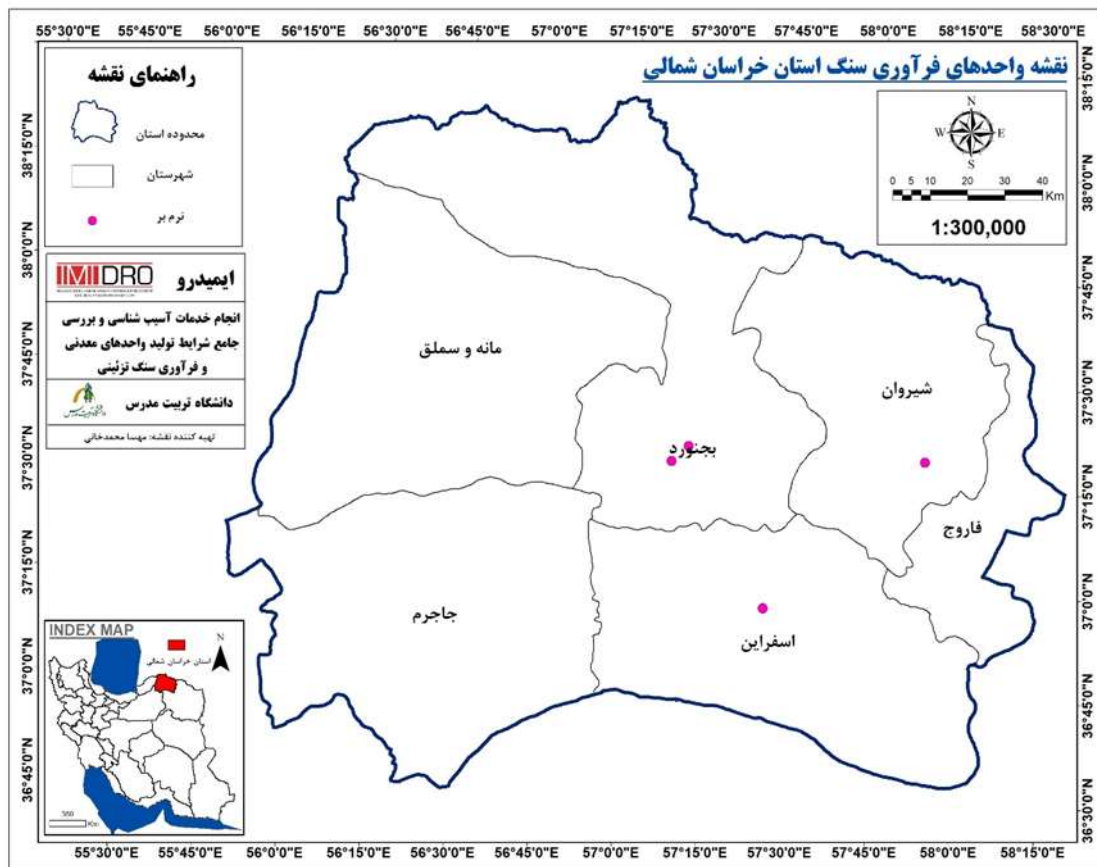 55°30'0"E 55°45'0"E 56°0'0"E 56°15'0"E 56°30'0"E 56°45'0"E 57°0'0"E 57°15'0"E 57°30'0"E 57°45'0"E 58°0'0"E 58°15'0"E 58°30'0"E
نقشه واحدهای فرآوری سنگ استان خراسان شمالی
راهنمای نقشه
محدوده استان
شهرستان
نرم بر
N
W E
S
0 5 10 20 30 40
Km
1:300,000
IMIDRO ایمیدرو
انجام خدمات آسیب شناسی و بررسی
جامع شرایط تولید واحدهای معدنی
و فرآوری سنگ تزئینی
دانشگاه تربیت مدرس
تهیه کننده نقشه: مهسا محمدخانی
مانه و سملق
شیروان
بجنورد
فاروج
جاجرم
اسفراین
INDEX MAP
N
استان خراسان شمالی
Km
38°15'0"N
38°0'0"N
37°45'0"N
37°30'0"N
37°15'0"N
37°0'0"N
36°45'0"N
38°15'0"N
38°0'0"N
37°45'0"N
37°30'0"N
37°15'0"N
37°0'0"N
36°45'0"N
36°30'0"N
55°30'0"E 55°45'0"E 56°0'0"E 56°15'0"E 56°30'0"E 56°45'0"E 57°0'0"E 57°15'0"E 57°30'0"E 57°45'0"E 58°0'0"E 58°15'0"E